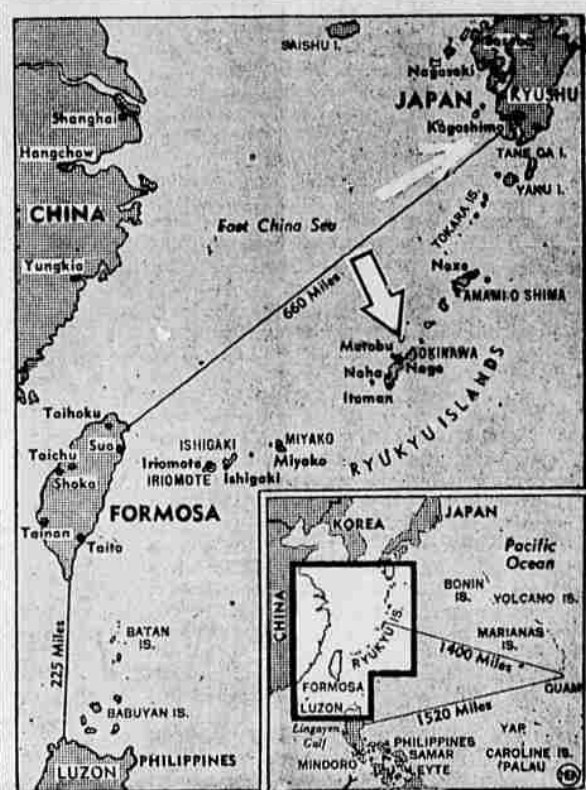 SAISHU I.
Sasebo
Nagasaki
KYUSHU
JAPAN
Kagoshima
Shanghai
Hangchow
TANE GA I.
YAKU I.
CHINA
TOKARA IS.
East China Sea
Yungkia
Naze
AMAMI O SHIMA
660 Miles
Motobu
OKINAWA
Nago
Naha
Itoman
RYUKYU ISLANDS
Taihoku
Suo
ISHIGAKI
MIYAKO
Taichu
Iriomote
Miyako
Shoka
IRIOMOTE
Ishigaki
FORMOSA
Tainan
Taito
225 Miles
BATAN
IS.
BABUYAN IS.
PHILIPPINES
LUZON
KOREA
JAPAN
Pacific
Ocean
CHINA
BONIN
IS.
VOLCANO IS.
RYUKYU IS.
MARIANAS
IS.
1400 Miles
FORMOSA
GUAM
LUZON
1520 Miles
Lingayen
Gulf
YAP
PHILIPPINES
SAMAR
CAROLINE IS.
MINDORO
LEYTE
(PALAU)